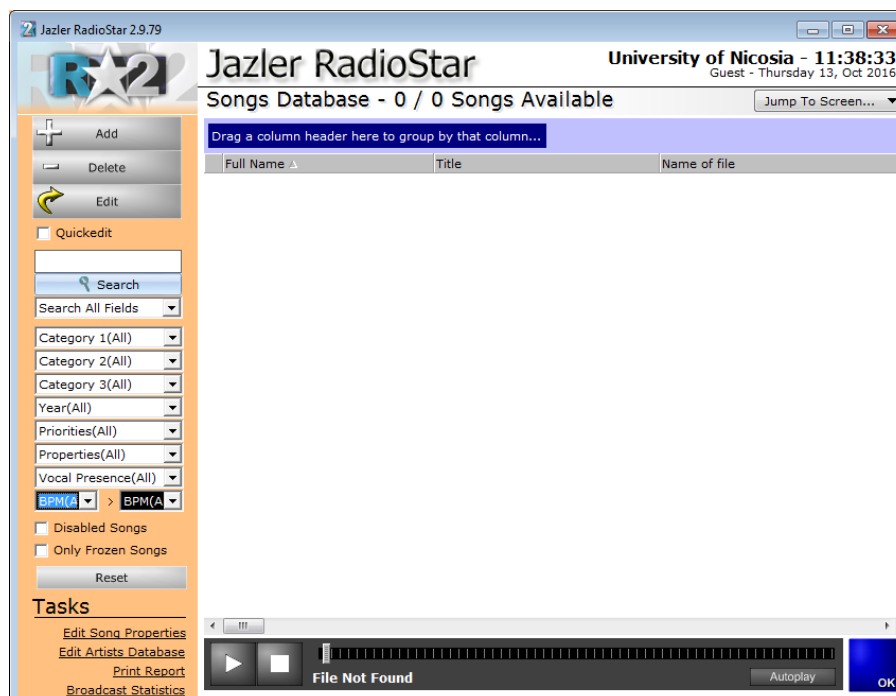 Jazler RadioStar 2.9.79
R 2
Jazler RadioStar
University of Nicosia - 11:38:33
Guest - Thursday 13, Oct 2016
Songs Database - 0 / 0 Songs Available
Jump To Screen...
Add
Delete
Edit
Quickedit
Search
Search All Fields
Category 1(All)
Category 2(All)
Category 3(All)
Year(All)
Priorities(All)
Properties(All)
Vocal Presence(All)
BPM(A > BPM(A
Disabled Songs
Only Frozen Songs
Reset
Tasks
Edit Song Properties
Edit Artists Database
Print Report
Broadcast Statistics
Drag a column header here to group by that column...
Full Name Title Name of file
File Not Found
Autoplay
OK